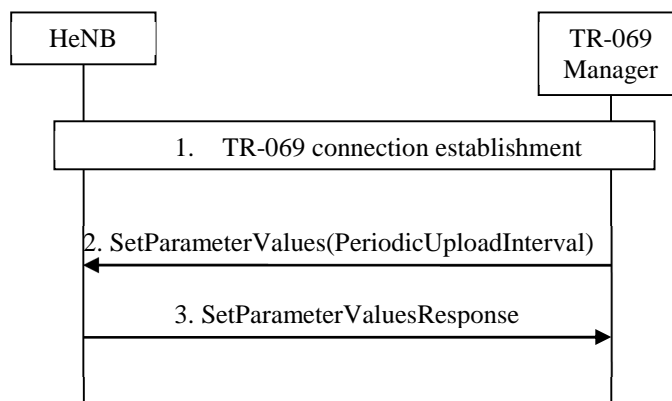 HeNB
TR-069
Manager
1. TR-069 connection establishment
2. SetParameterValues(PeriodicUploadInterval)
3. SetParameterValuesResponse